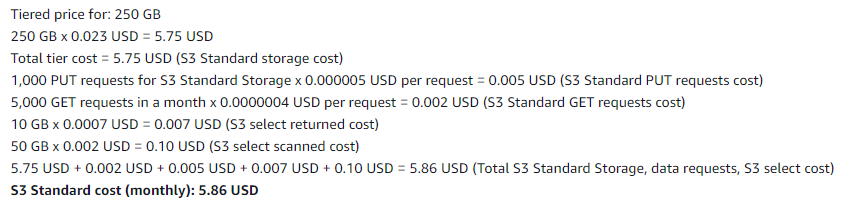 Tiered price for: 250 GB
250 GB x 0.023 USD = 5.75 USD
Total tier cost = 5.75 USD (S3 Standard storage cost)
1,000 PUT requests for S3 Standard Storage x 0.000005 USD per request = 0.005 USD (S3 Standard PUT requests cost)
5,000 GET requests in a month x 0.0000004 USD per request = 0.002 USD (S3 Standard GET requests cost)
10 GB x 0.0007 USD = 0.007 USD (S3 select returned cost)
50 GB x 0.002 USD = 0.10 USD (S3 select scanned cost)
5.75 USD + 0.002 USD + 0.005 USD + 0.007 USD + 0.10 USD = 5.86 USD (Total S3 Standard Storage, data requests, S3 select cost)
S3 Standard cost (monthly): 5.86 USD